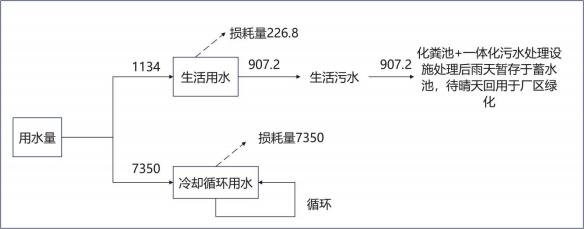 损耗量226.8
1134
生活用水
907.2
生活污水
907.2
化粪池+一体化污水处理设
施处理后雨天暂存于蓄水
池，待晴天回用于厂区绿
化
用水量
损耗量7350
7350
冷却循环用水
循环